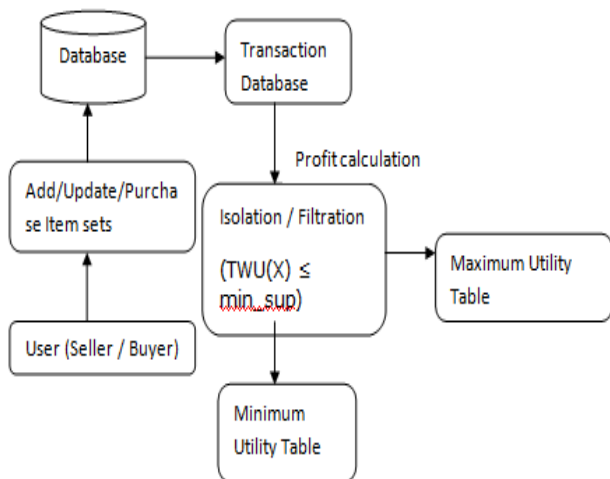 Database
Transaction
Database
Profit calculation
Add/Update/Purcha
se Item sets
Isolation / Filtration
(TWU(X) ≤
min_sup)
Maximum Utility
Table
User (Seller / Buyer)
Minimum
Utility Table